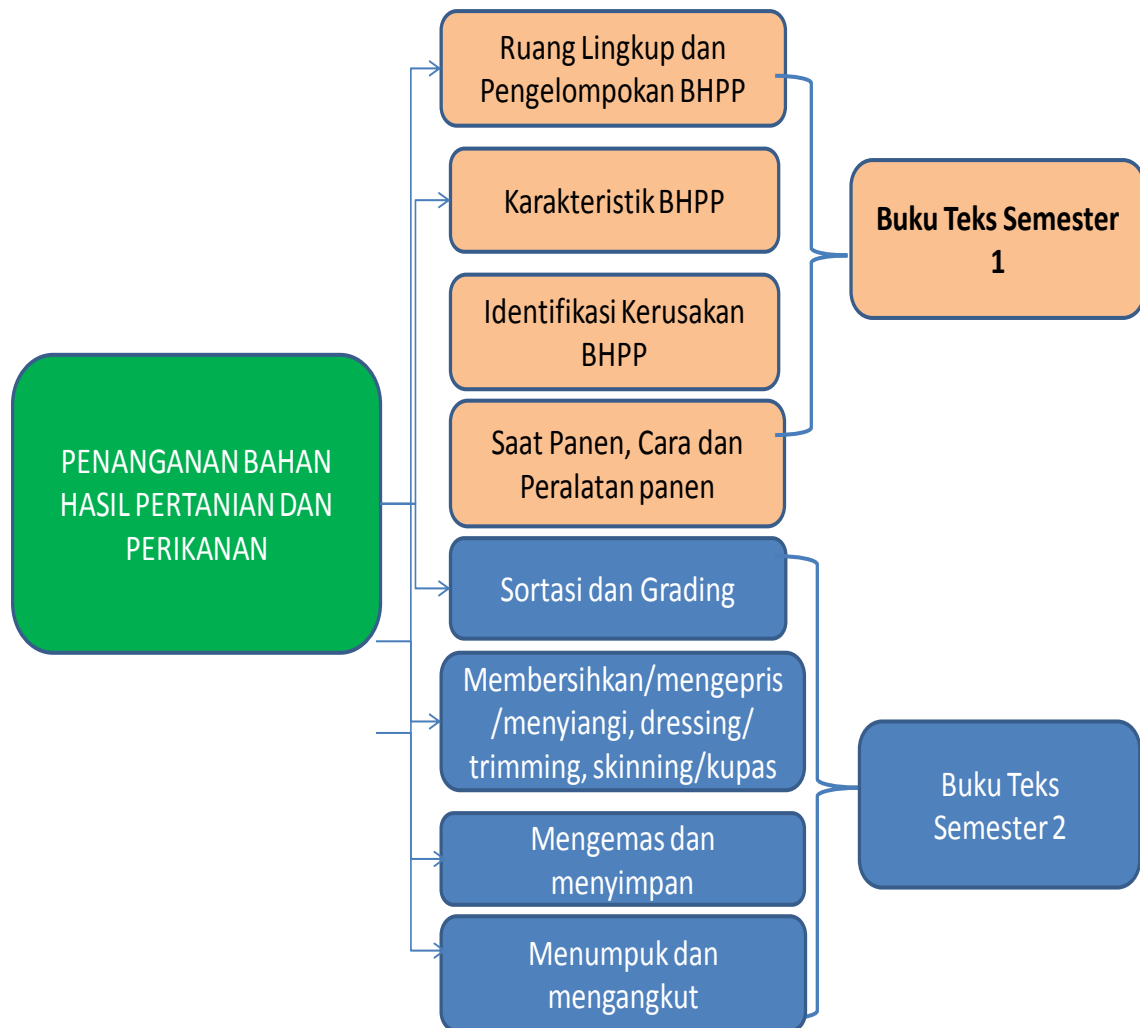 Ruang Lingkup dan
Pengelompokan BHPP
Karakteristik BHPP
Identifikasi Kerusakan
BHPP
Saat Panen, Cara dan
Peralatan panen
Buku Teks Semester
1
PENANGANAN BAHAN
HASIL PERTANIAN DAN
PERIKANAN
Sortasi dan Grading
Membersihkan/mengepris
/menyiangi, dressing/
trimming, skinning/kupas
Mengemas dan
menyimpan
Menumpuk dan
mengangkut
Buku Teks
Semester 2